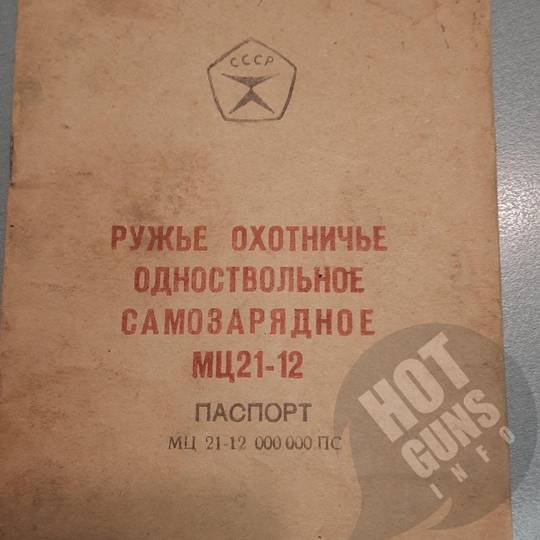 СССР
РУЖЬЕ ОХОТНИЧЬЕ
ОДНОСТВОЛЬНОЕ
САМОЗАРЯДНОЕ
МЦ21-12
ПАСПОРТ
МЦ 21-12 000 000 ПС
HOT
GUNS
INFO